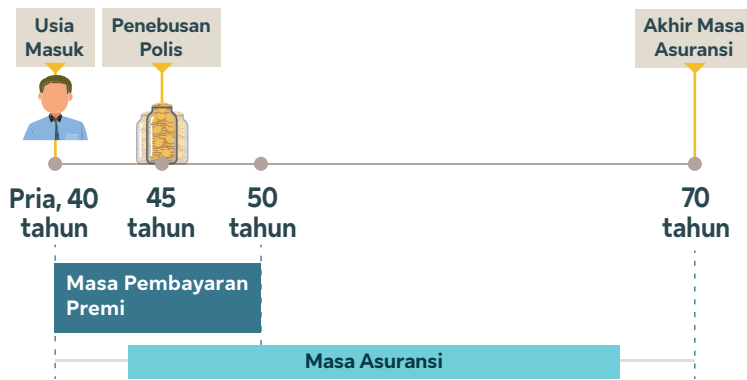 Usia
Masuk
Penebusan
Polis
Akhir Masa
Asuransi
Pria, 40
tahun
45
tahun
50
tahun
70
tahun
Masa Pembayaran
Premi
Masa Asuransi